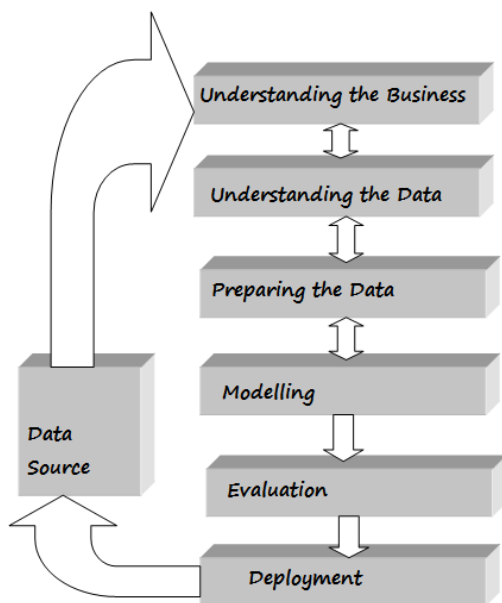 Understanding the Business
Understanding the Data
Preparing the Data
Modelling
Data
Source
Evaluation
Deployment